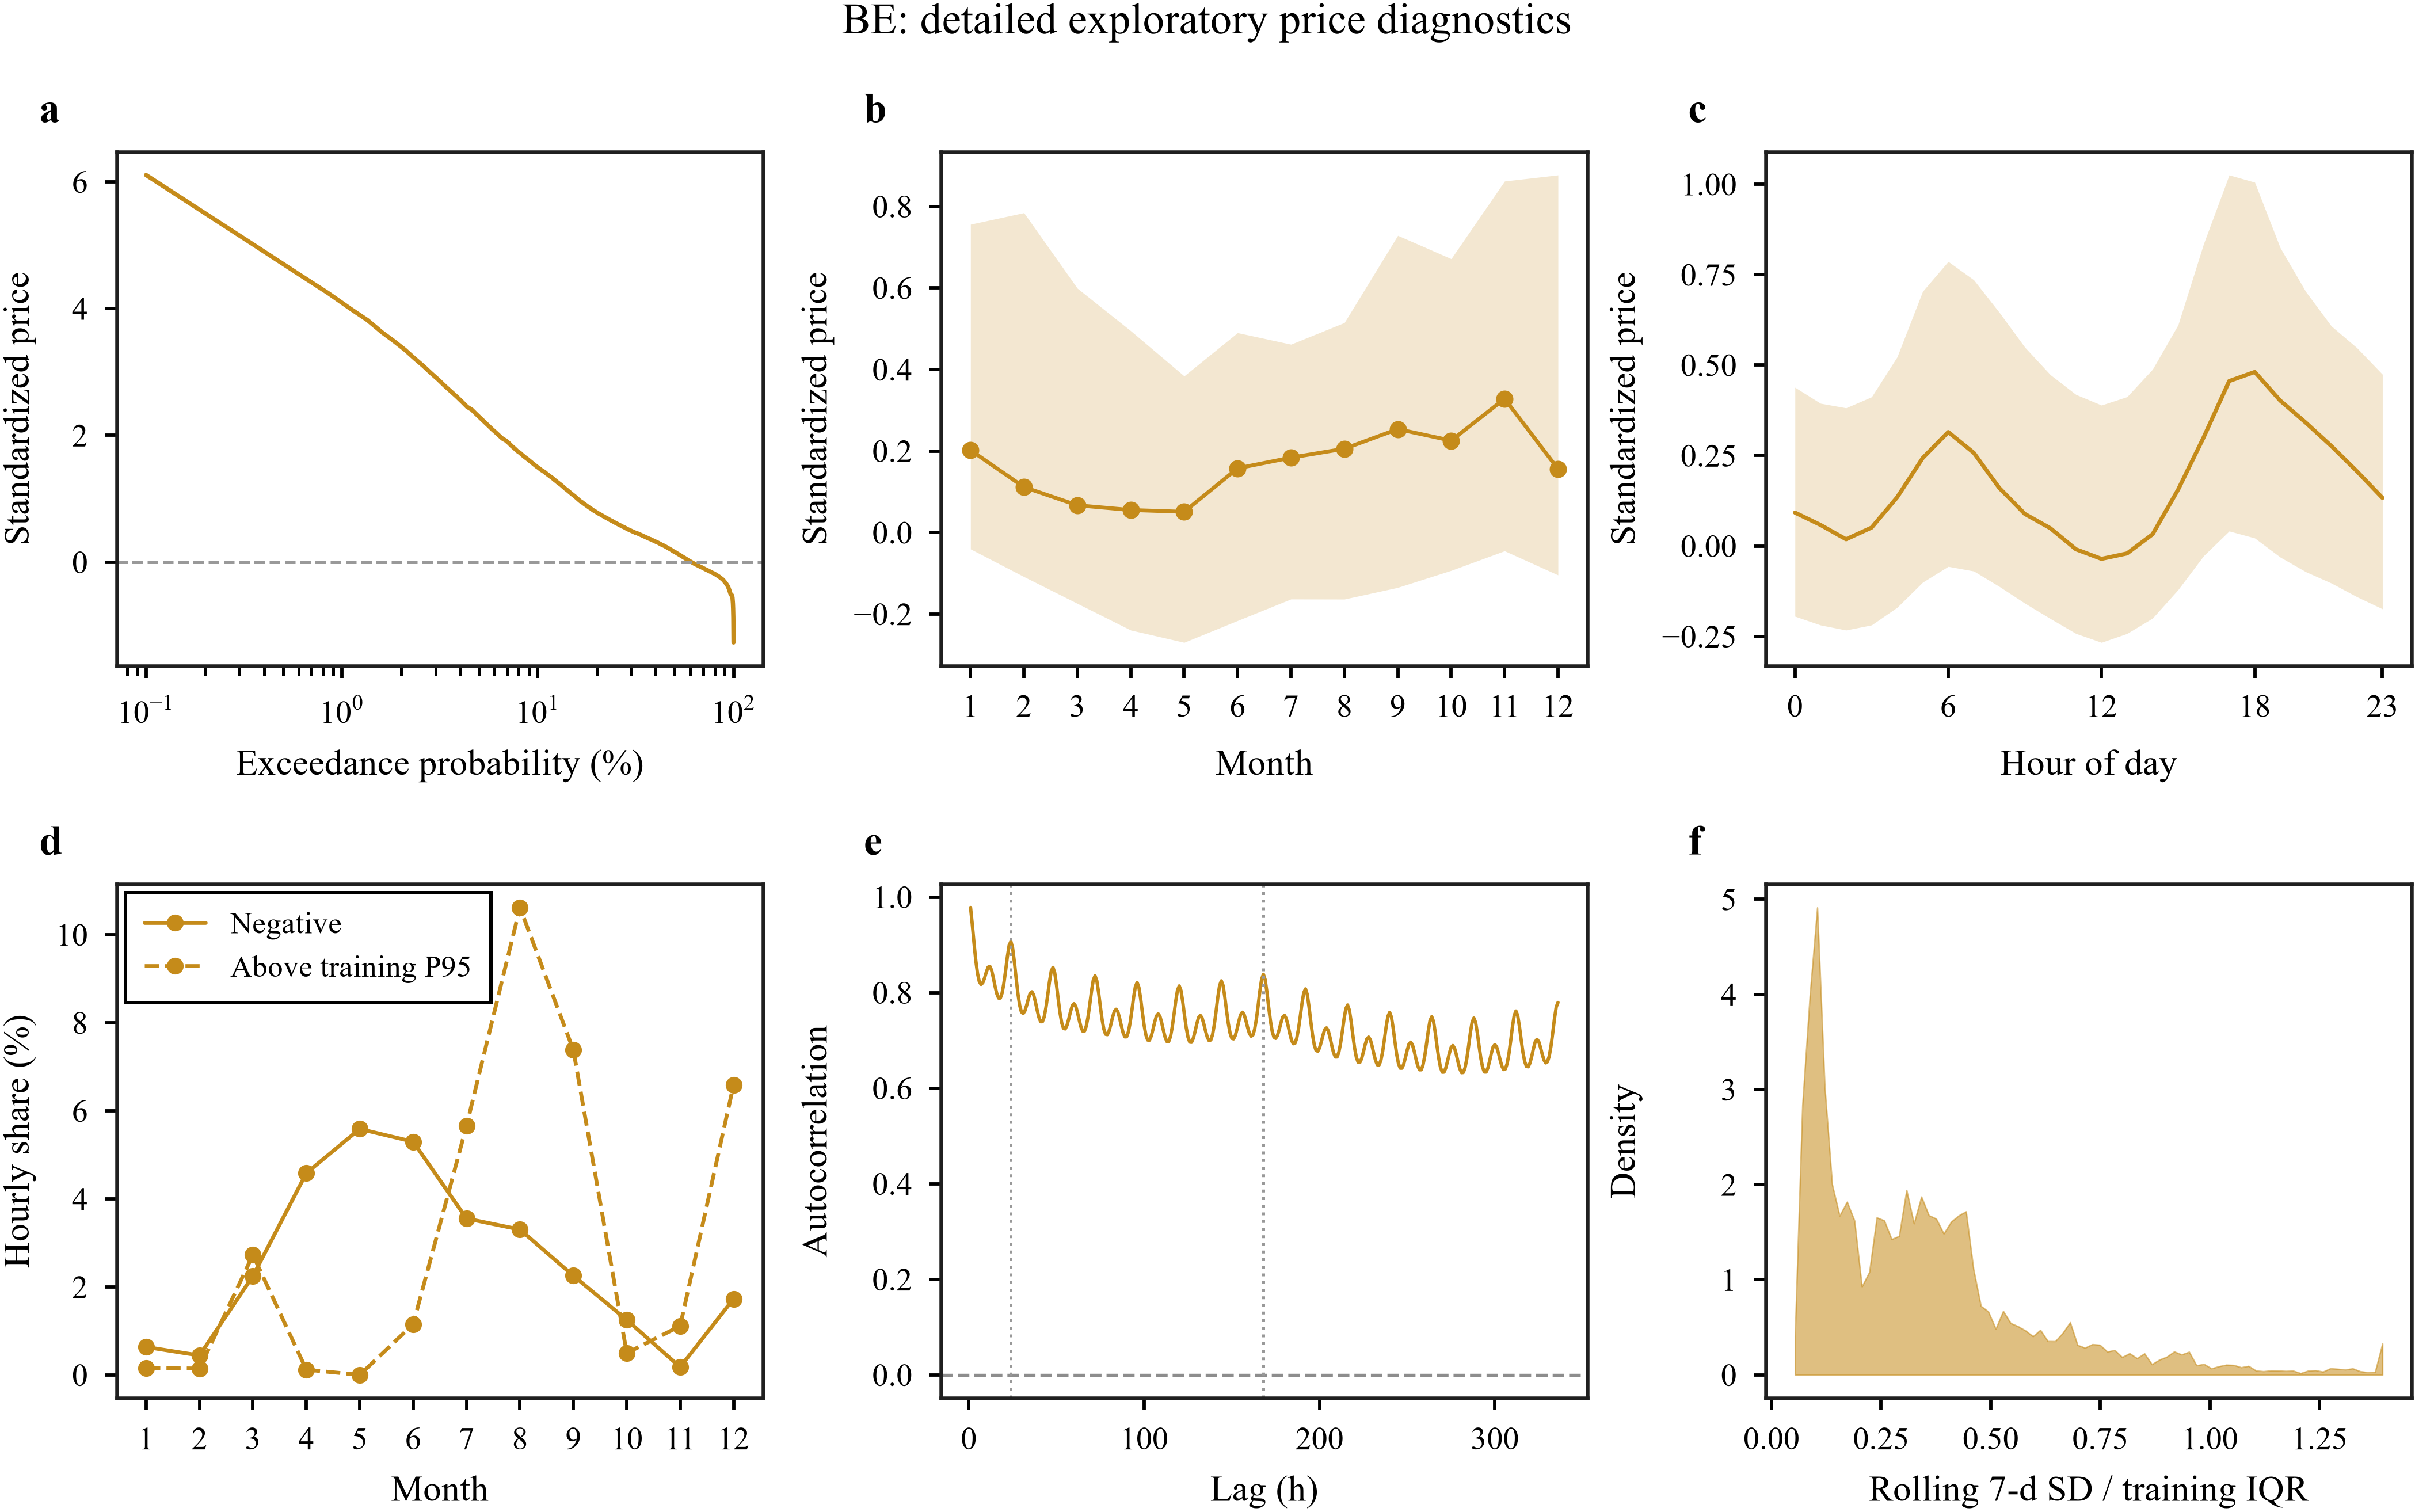 BE: detailed exploratory price diagnostics
a
Standardized price
6
4
2
0
10⁻¹ 10⁰ 10¹ 10²
Exceedance probability (%)
b
Standardized price
0.8
0.6
0.4
0.2
0.0
−0.2
1 2 3 4 5 6 7 8 9 10 11 12
Month
c
Standardized price
1.00
0.75
0.50
0.25
0.00
−0.25
0 6 12 18 23
Hour of day
d
Negative
Above training P95
Hourly share (%)
10
8
6
4
2
0
1 2 3 4 5 6 7 8 9 10 11 12
Month
e
Autocorrelation
1.0
0.8
0.6
0.4
0.2
0.0
0 100 200 300
Lag (h)
f
Density
5
4
3
2
1
0
0.00 0.25 0.50 0.75 1.00 1.25
Rolling 7-d SD / training IQR